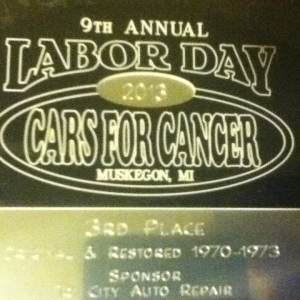 9TH ANNUAL
LABOR DAY
2013
CARS FOR CANCER
MUSKEGON, MI
3RD PLACE
ORIGINAL & RESTORED 1970-1973
SPONSOR
CITY AUTO REPAIR